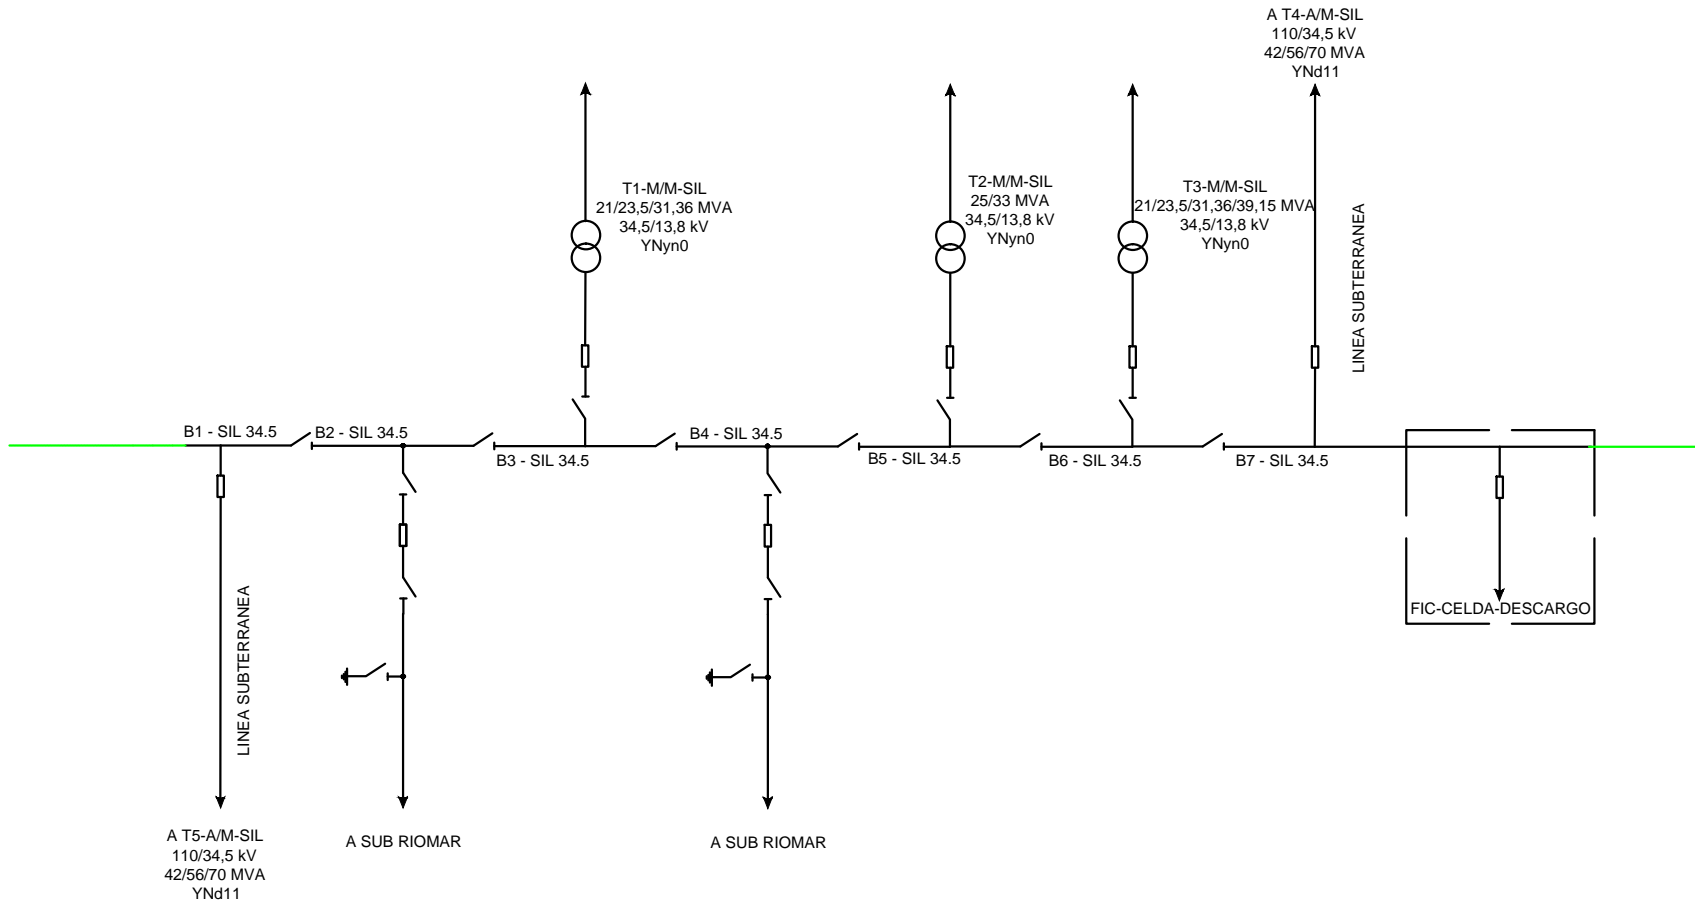 A T4-A/M-SIL
110/34,5 kV
42/56/70 MVA
YNd11
T1-M/M-SIL
21/23,5/31,36 MVA
34,5/13,8 kV
YNyn0
T2-M/M-SIL
25/33 MVA
34,5/13,8 kV
YNyn0
T3-M/M-SIL
21/23,5/31,36/39,15 MVA
34,5/13,8 kV
YNyn0
LINEA SUBTERRANEA
B1 - SIL 34.5
B2 - SIL 34.5
B3 - SIL 34.5
B4 - SIL 34.5
B5 - SIL 34.5
B6 - SIL 34.5
B7 - SIL 34.5
FIC-CELDA-DESCARGO
LINEA SUBTERRANEA
A T5-A/M-SIL
110/34,5 kV
42/56/70 MVA
YNd11
A SUB RIOMAR
A SUB RIOMAR